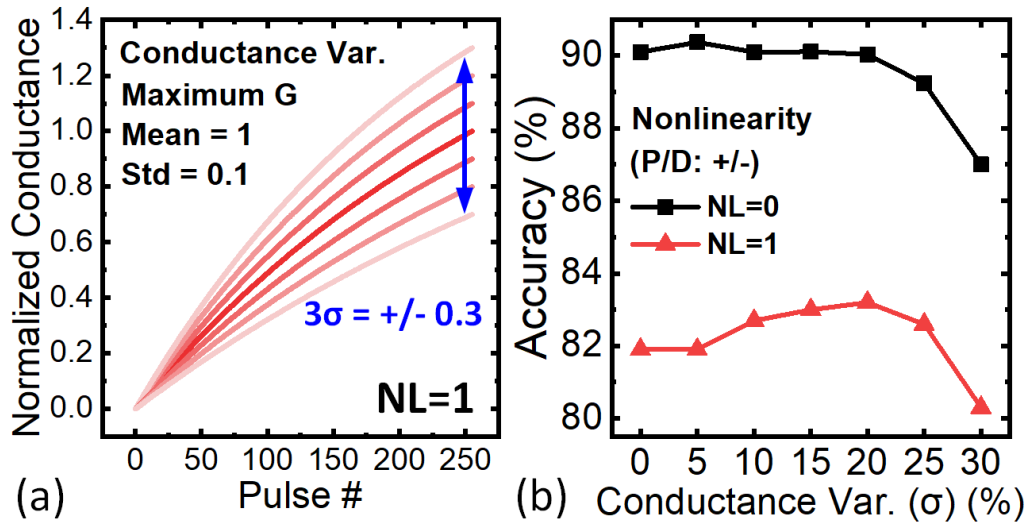 Normalized Conductance
1.4
1.2
1.0
0.8
0.6
0.4
0.2
0.0
Conductance Var.
Maximum G
Mean = 1
Std = 0.1
3σ = +/- 0.3
NL=1
0 50 100 150 200 250
Pulse #
(a)
Accuracy (%)
90
88
86
84
82
80
Nonlinearity
(P/D: +/-)
NL=0
NL=1
0 5 10 15 20 25 30
Conductance Var. (σ) (%)
(b)